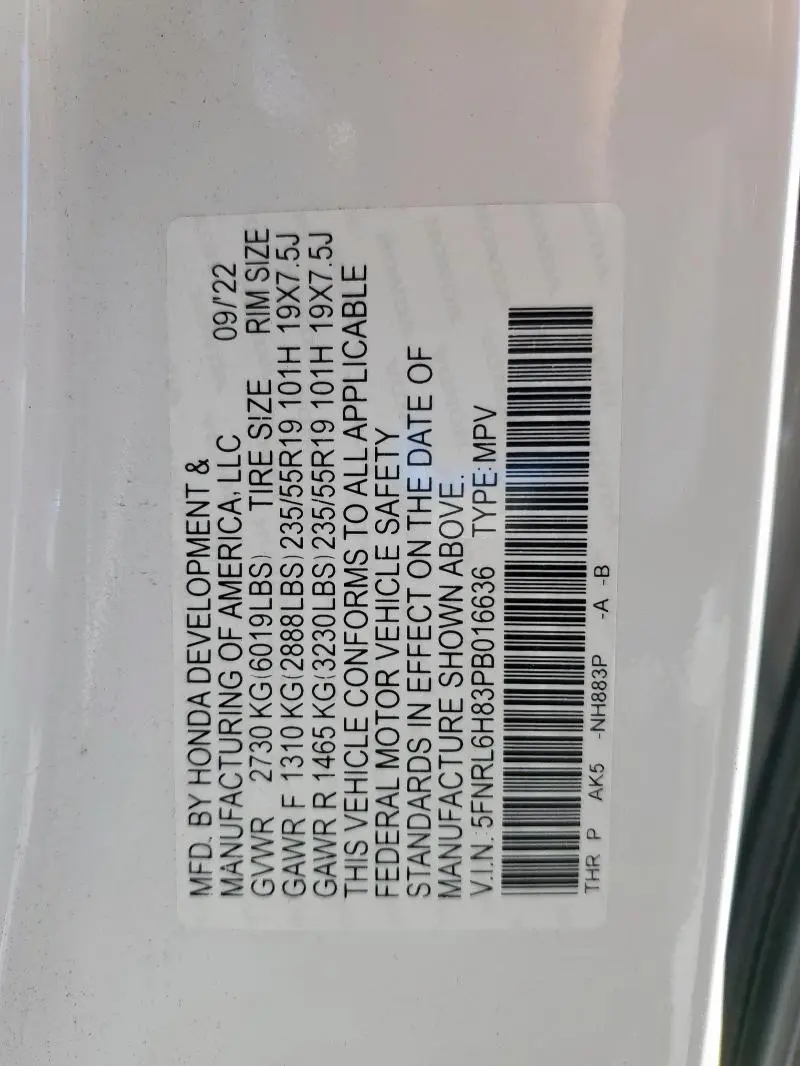 MFD. BY HONDA DEVELOPMENT &
MANUFACTURING OF AMERICA, LLC 09/'22
GVWR 2730 KG(6019LBS) TIRE SIZE RIM SIZE
GAWR F 1310 KG(2888LBS) 235/55R19 101H 19X7.5J
GAWR R 1465 KG(3230LBS) 235/55R19 101H 19X7.5J
THIS VEHICLE CONFORMS TO ALL APPLICABLE
FEDERAL MOTOR VEHICLE SAFETY
STANDARDS IN EFFECT ON THE DATE OF
MANUFACTURE SHOWN ABOVE.
V.I.N.:5FNRL6H83PB016636 TYPE:MPV
THR P AK5 -NH883P -A -B